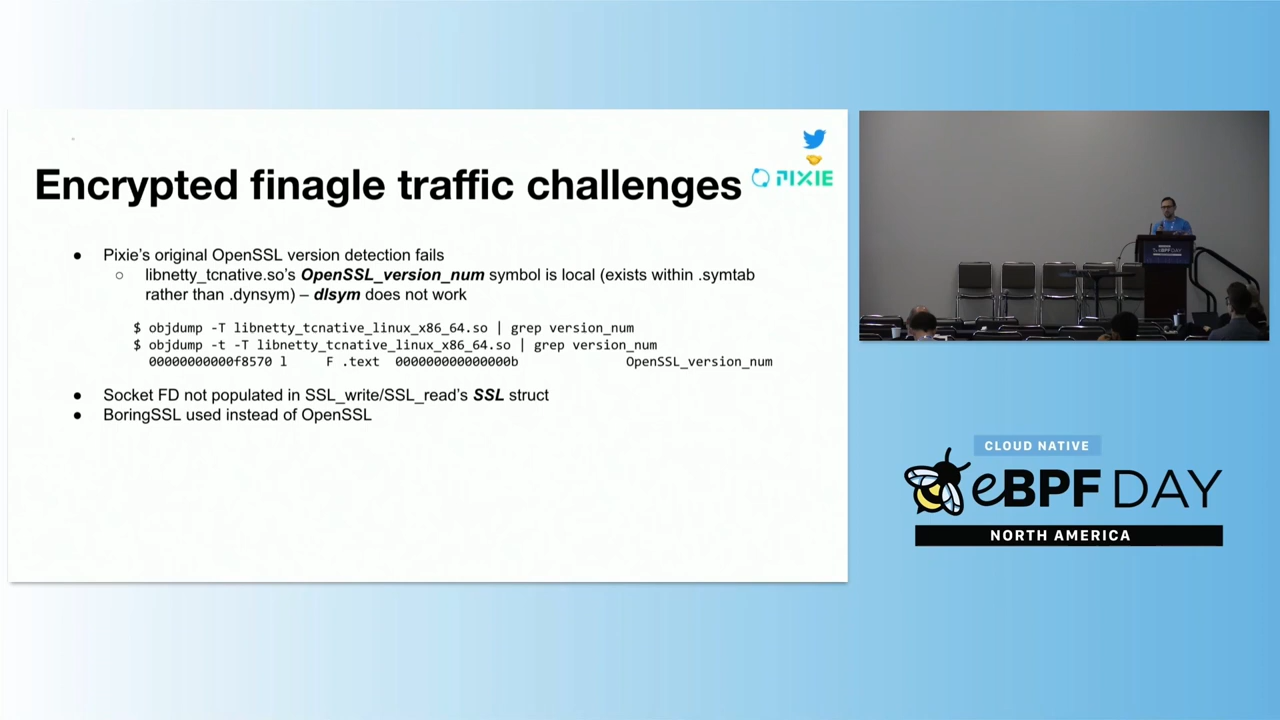 Encrypted finagle traffic challenges
PIXIE
● Pixie's original OpenSSL version detection fails
○ libnetty_tcnative.so's OpenSSL_version_num symbol is local (exists within .symtab
rather than .dynsym) – dlsym does not work
$ objdump -T libnetty_tcnative_linux_x86_64.so | grep version_num
$ objdump -t -T libnetty_tcnative_linux_x86_64.so | grep version_num
00000000000f8570 l     F .text  000000000000000b              OpenSSL_version_num
● Socket FD not populated in SSL_write/SSL_read's SSL struct
● BoringSSL used instead of OpenSSL
CLOUD NATIVE
eBPF DAY
NORTH AMERICA